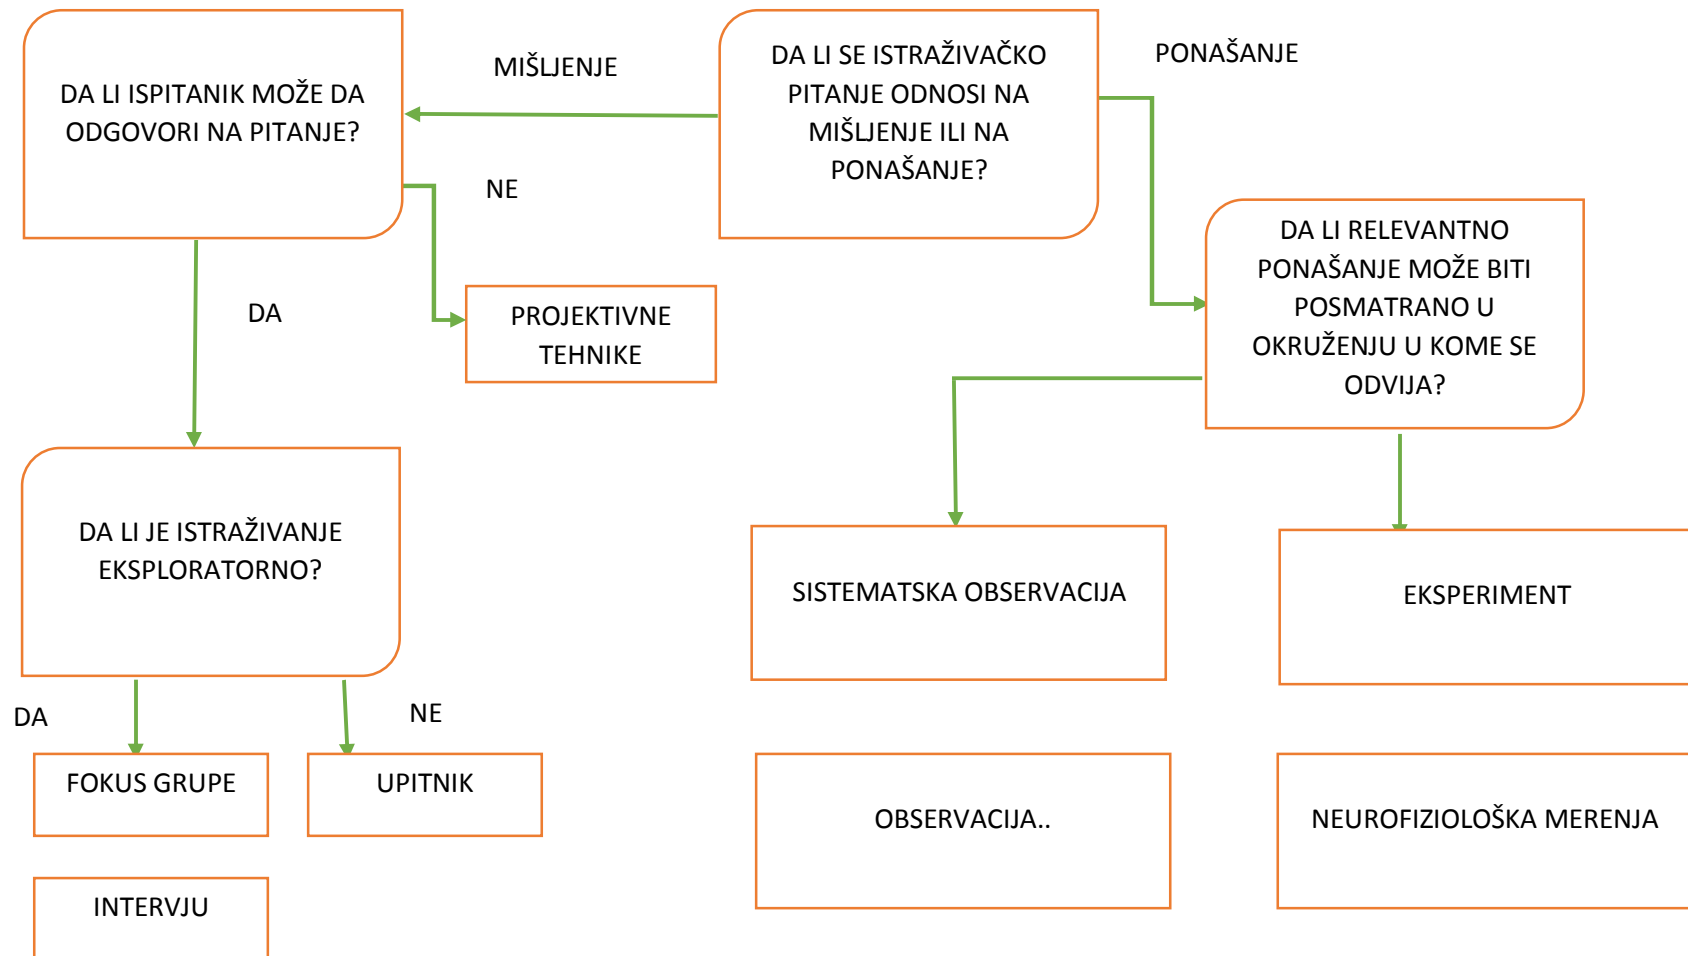 DA LI ISPITANIK MOŽE DA
ODGOVORI NA PITANJE?
MIŠLJENJE
DA LI SE ISTRAŽIVAČKO
PITANJE ODNOSI NA
MIŠLJENJE ILI NA
PONAŠANJE?
PONAŠANJE
NE
DA LI RELEVANTNO
PONAŠANJE MOŽE BITI
POSMATRANO U
OKRUŽENJU U KOME SE
ODVIJA?
DA
PROJEKTIVNE
TEHNIKE
DA LI JE ISTRAŽIVANJE
EKSPLORATORNO?
SISTEMATSKA OBSERVACIJA
EKSPERIMENT
DA
NE
FOKUS GRUPE
UPITNIK
OBSERVACIJA..
NEUROFIZIOLOŠKA MERENJA
INTERVJU